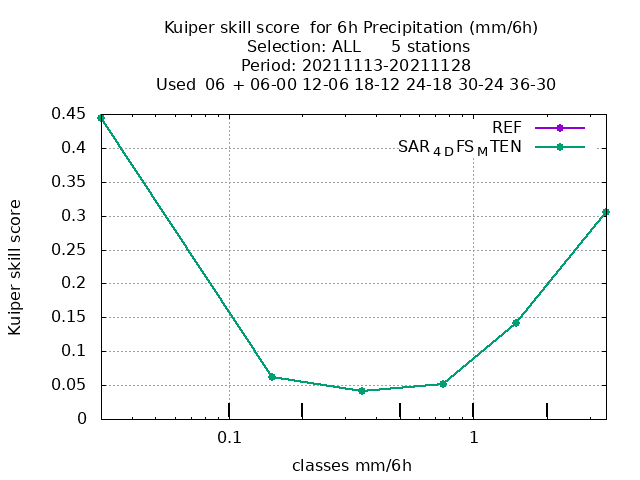 Kuiper skill score  for 6h Precipitation (mm/6h)
Selection: ALL      5 stations
Period: 20211113-20211128
Used  06 + 06-00 12-06 18-12 24-18 30-24 36-30
REF
SAR4DFSMTEN
0.45
0.4
0.35
0.3
0.25
0.2
0.15
0.1
0.05
0
Kuiper skill score
0.1
1
classes mm/6h